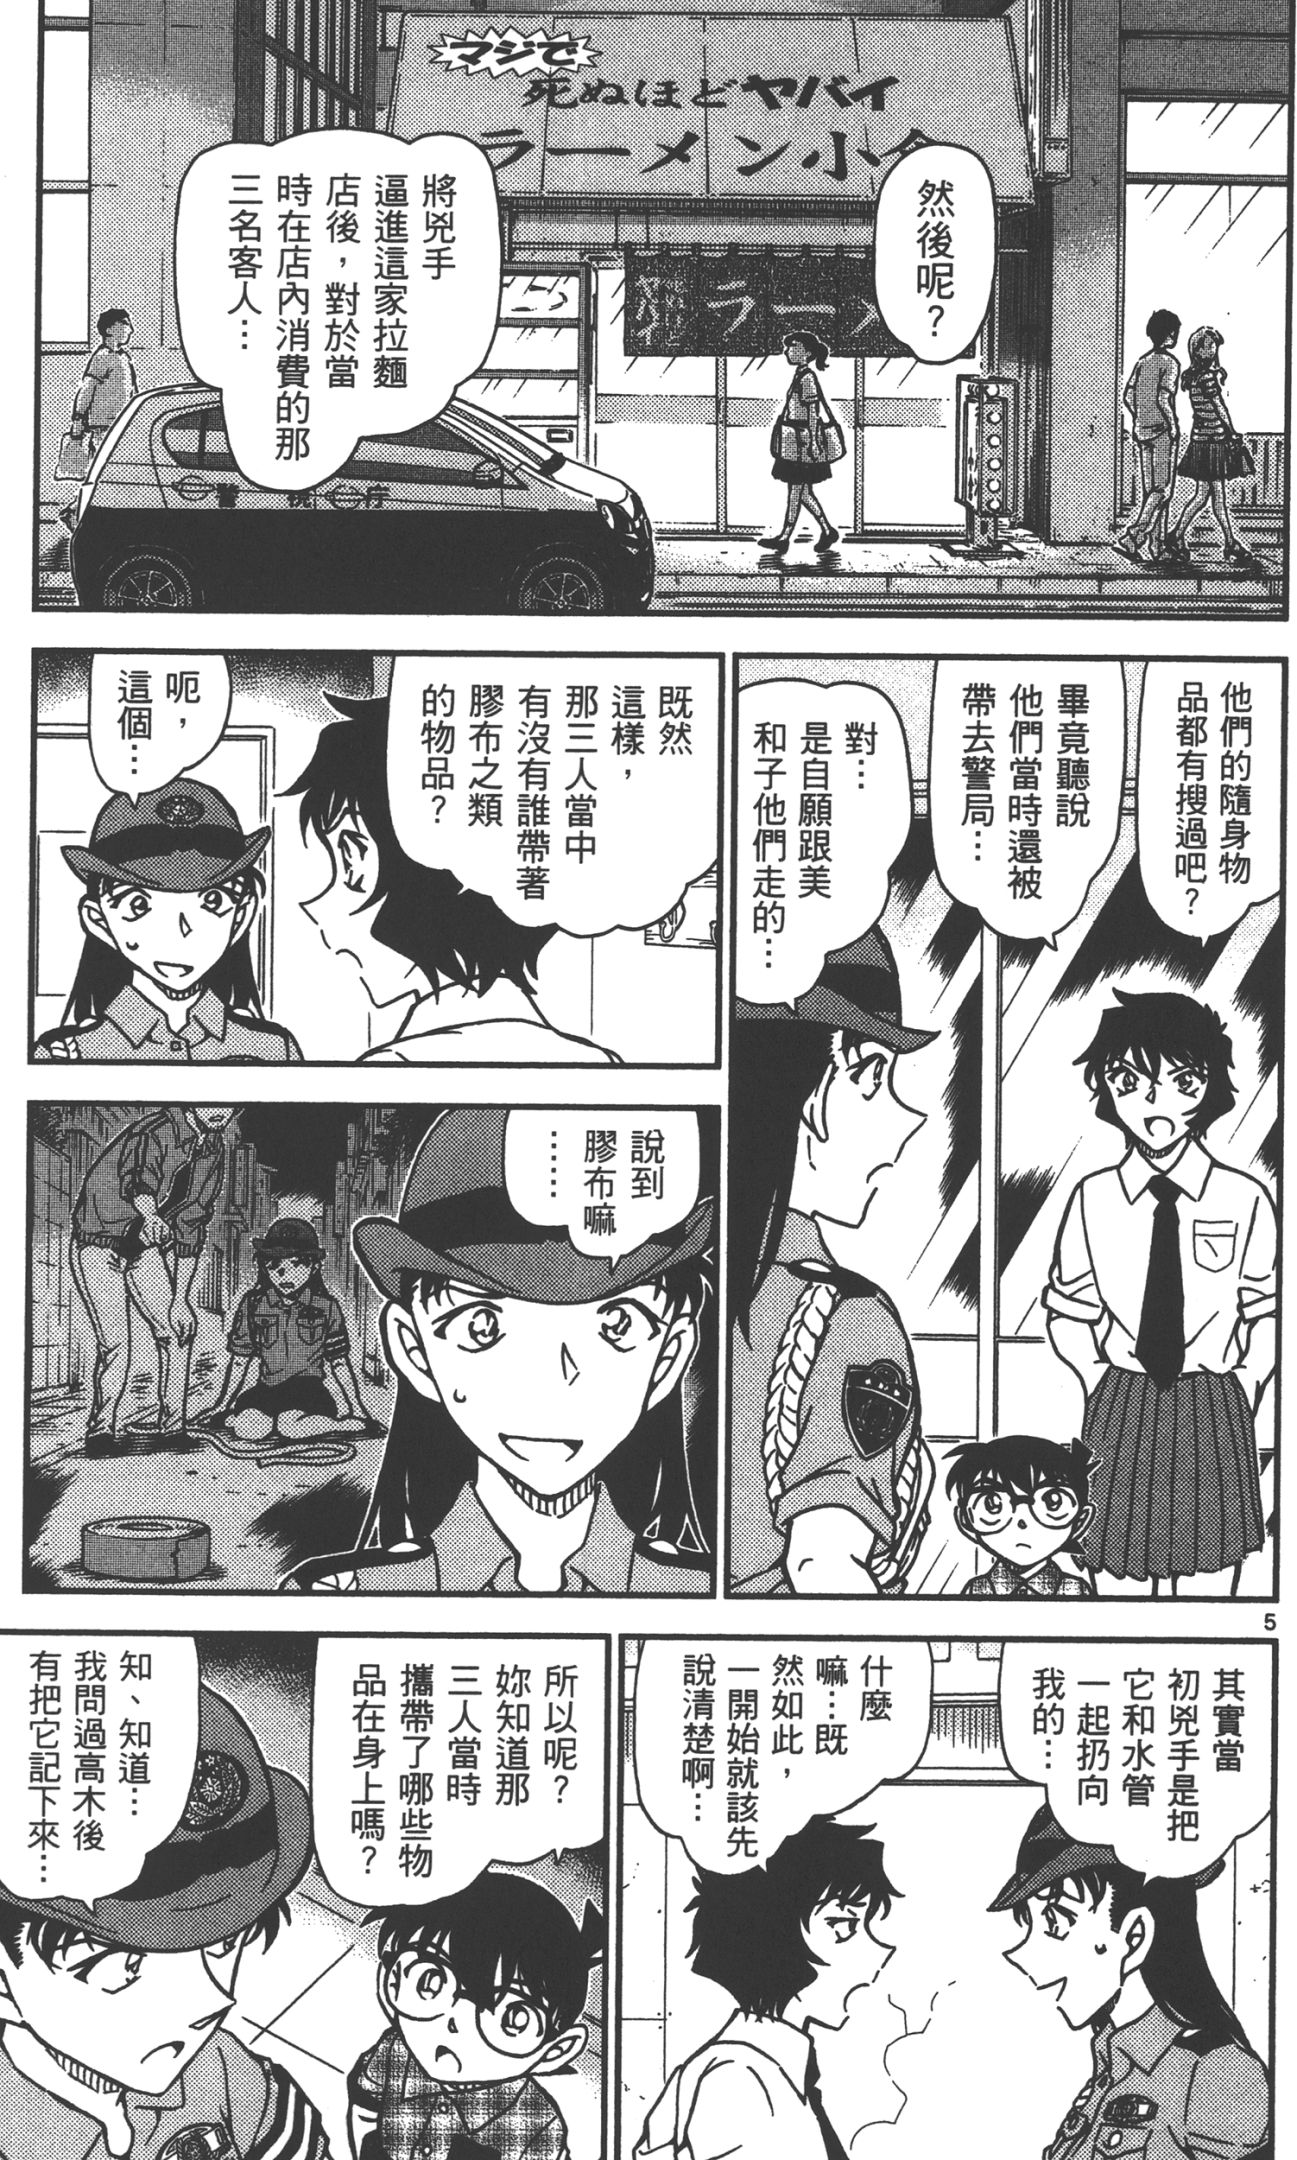 マジで
死ぬほどヤバイ
ラーメン小
ラーメ
然後呢？
將兇手
逼進這家拉麵
店後，對於當
時在店內消費的那
三名客人…
他們的隨身物
品都有搜過吧？
畢竟聽說
他們當時還被
帶去警局…
對…
是自願跟美
和子他們走的…
既然
這樣，
那三人當中
有沒有誰帶著
膠布之類
的物品？
呃，
這個…
說到
膠布嘛
……
5
其實當
初兇手是把
它和水管
一起扔向
我的…
什麼
嘛…既
然如此，
一開始就該先
說清楚啊…
所以呢？
妳知道那
三人當時
攜帶了哪些物
品在身上嗎？
知、知道…
我問過高木後
有把它記下來…